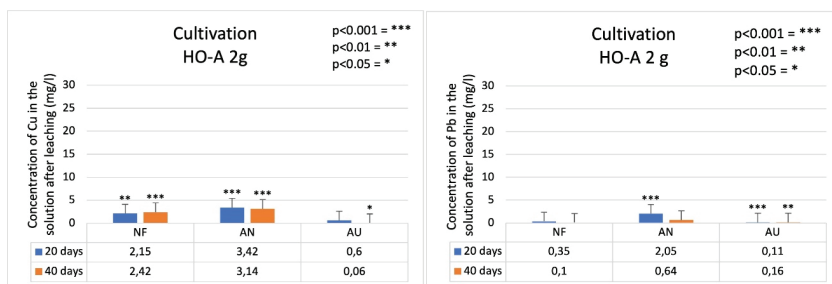 Cultivation
HO-A 2g
p<0.001 = ***
p<0.01 = **
p<0.05 = *
Concentration of Cu in the
solution after leaching (mg/l)
30
25
20
15
10
5
0
** *** *** *** *
NF AN AU
20 days 2,15 3,42 0,6
40 days 2,42 3,14 0,06
Cultivation
HO-A 2 g
p<0.001 = ***
p<0.01 = **
p<0.05 = *
Concentration of Pb in the
solution after leaching (mg/l)
30
25
20
15
10
5
0
*** *** **
NF AN AU
20 days 0,35 2,05 0,11
40 days 0,1 0,64 0,16